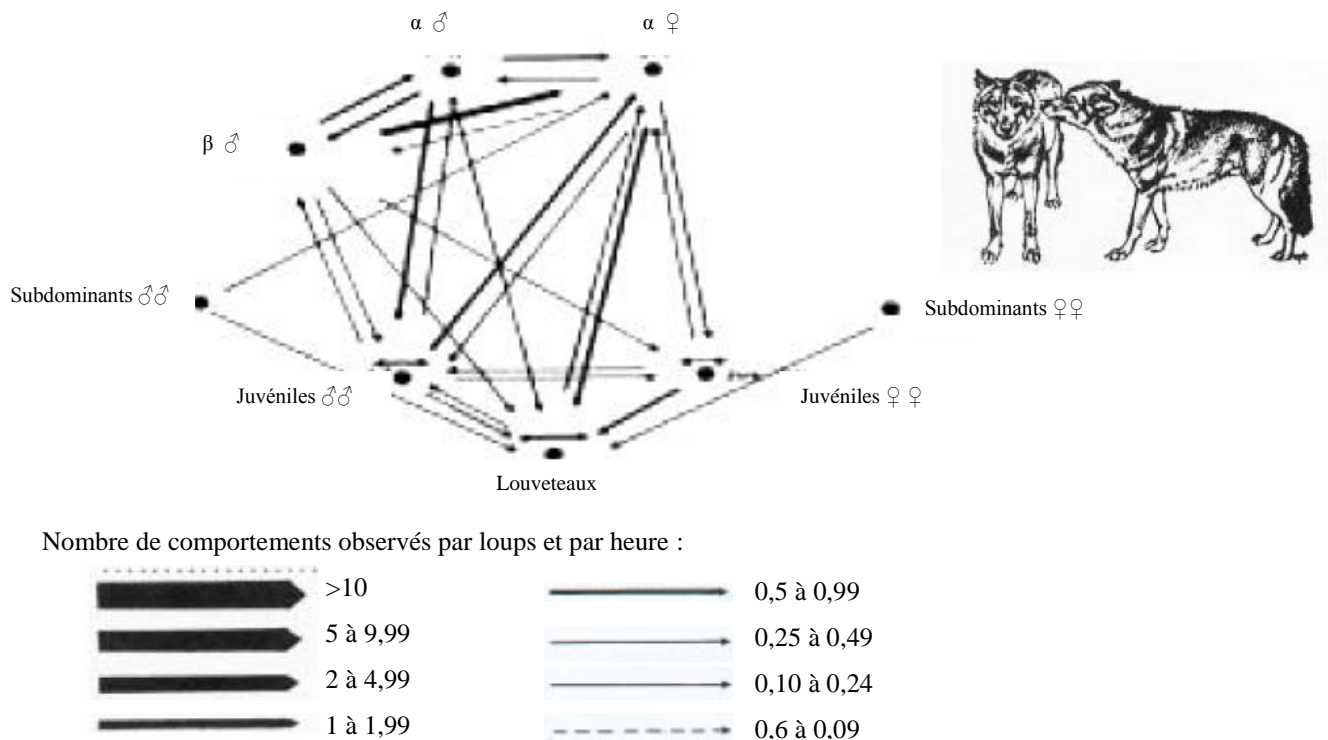 α ♂
α ♀
β ♂
Subdominants ♂♂
Subdominants ♀♀
Juvéniles ♂♂
Juvéniles ♀ ♀
Louveteaux
Nombre de comportements observés par loups et par heure :
>10
0,5 à 0,99
5 à 9,99
0,25 à 0,49
2 à 4,99
0,10 à 0,24
1 à 1,99
0,6 à 0,09